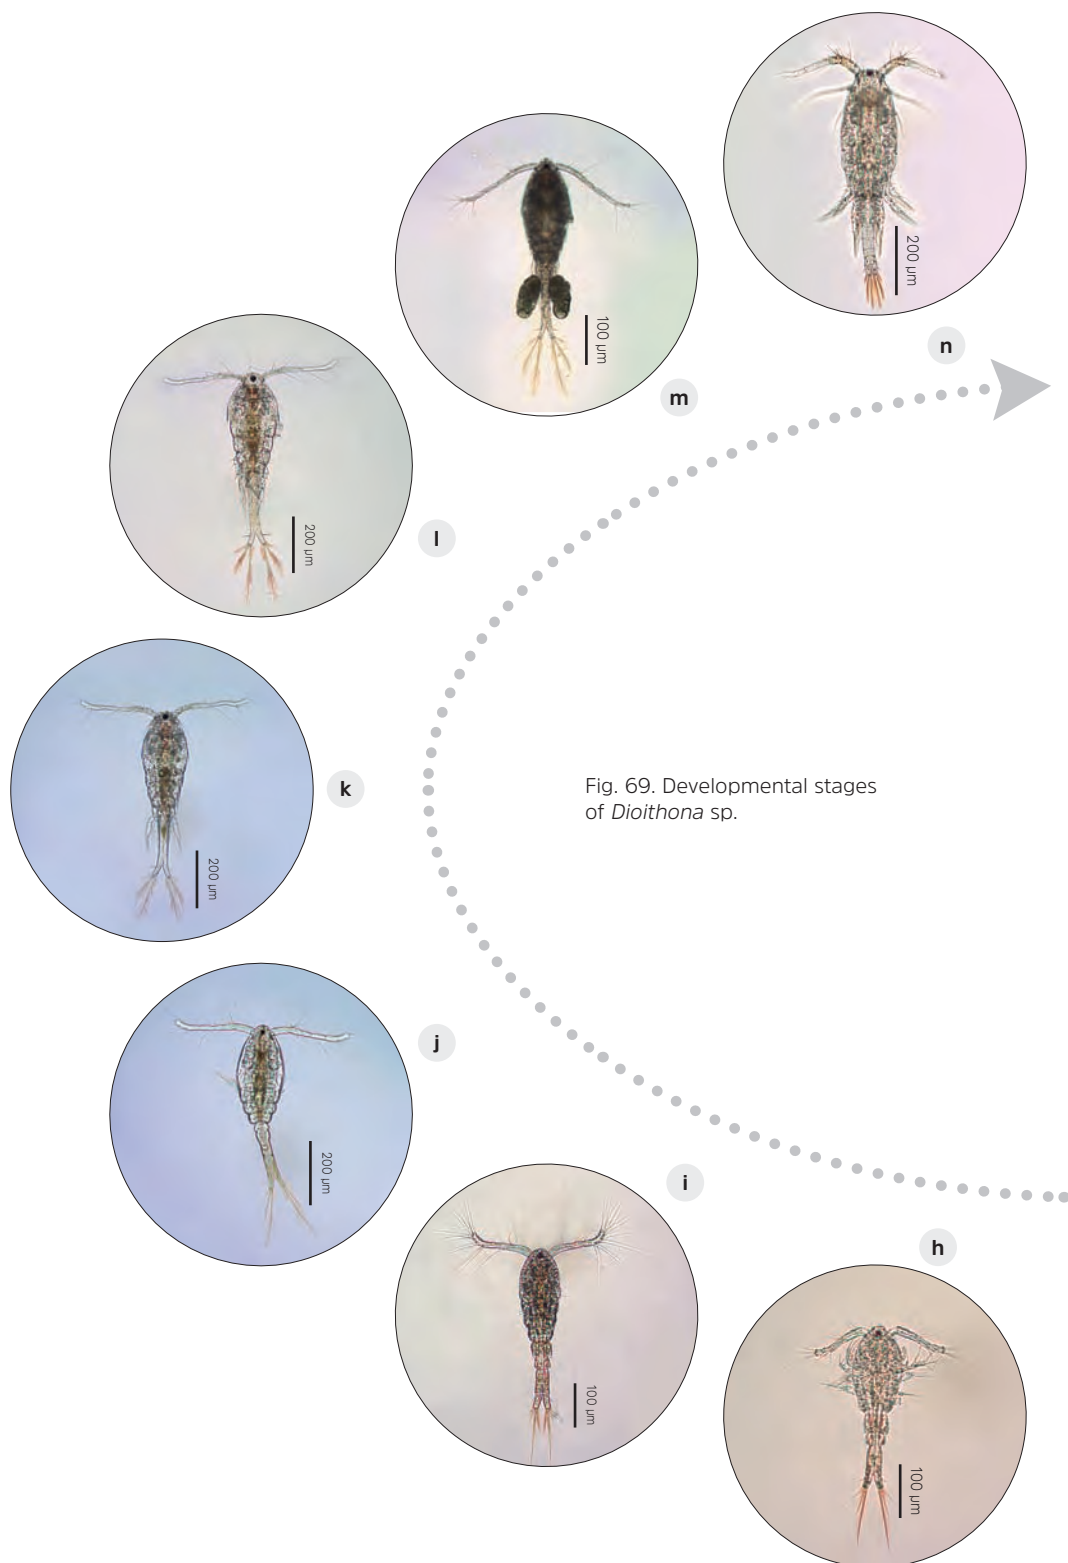 200 µm
n
100 µm
m
200 µm
l
200 µm
k
Fig. 69. Developmental stages
of Dioithona sp.
200 µm
j
100 µm
i
100 µm
h